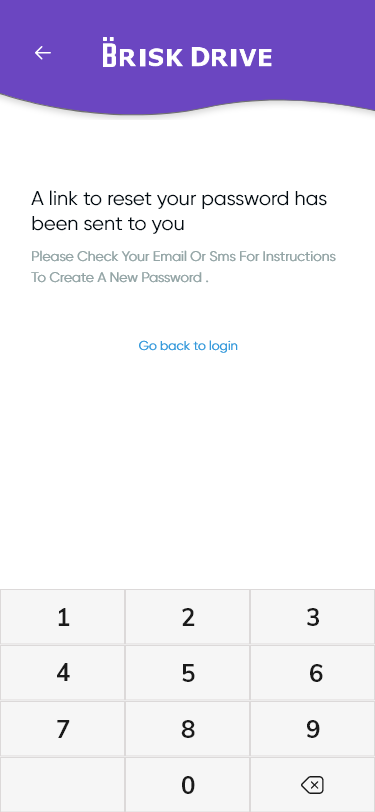 BRISK DRIVE
A link to reset your password has
been sent to you
Please Check Your Email Or Sms For Instructions
To Create A New Password .
Go back to login
1 2 3
4 5 6
7 8 9
0